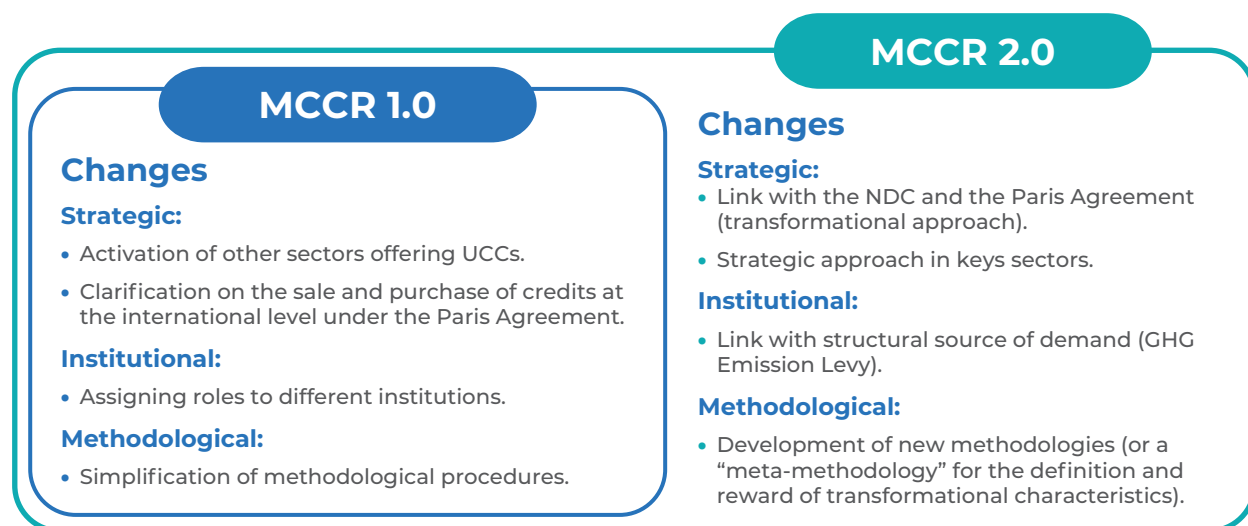 MCCR 1.0
Changes
Strategic:
• Activation of other sectors offering UCCs.
• Clarification on the sale and purchase of credits at
the international level under the Paris Agreement.
Institutional:
• Assigning roles to different institutions.
Methodological:
• Simplification of methodological procedures.
MCCR 2.0
Changes
Strategic:
• Link with the NDC and the Paris Agreement
(transformational approach).
• Strategic approach in keys sectors.
Institutional:
• Link with structural source of demand (GHG
Emission Levy).
Methodological:
• Development of new methodologies (or a
“meta-methodology” for the definition and
reward of transformational characteristics).